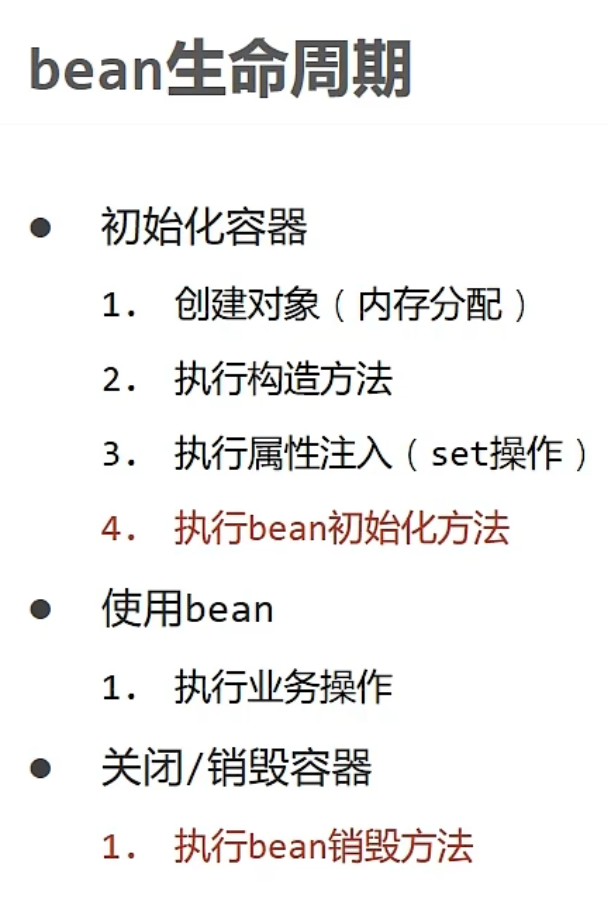 bean生命周期
● 初始化容器
1. 创建对象（内存分配）
2. 执行构造方法
3. 执行属性注入（set操作）
4. 执行bean初始化方法
● 使用bean
1. 执行业务操作
● 关闭/销毁容器
1. 执行bean销毁方法